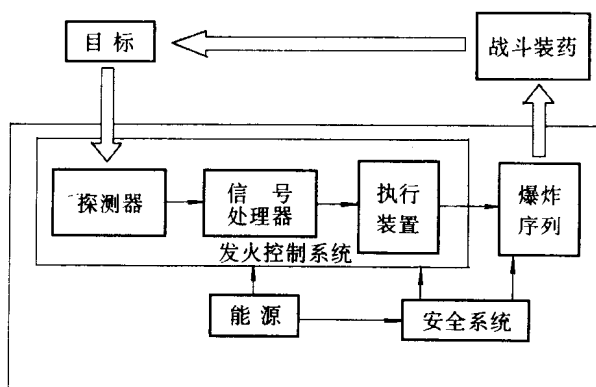 目标
战斗装药
探测器
信号
处理器
执行
装置
爆炸
序列
发火控制系统
能源
安全系统